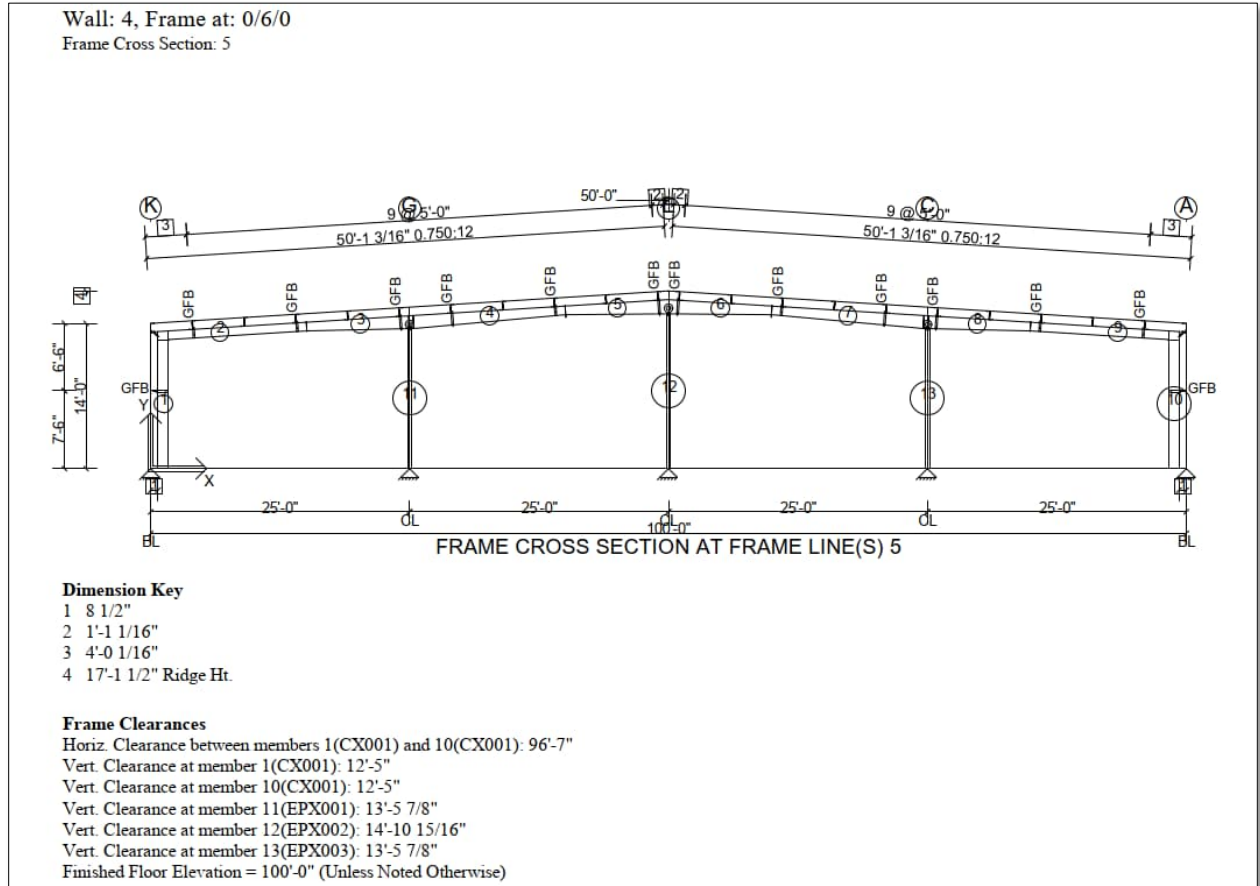 Wall: 4, Frame at: 0/6/0
Frame Cross Section: 5
50'-0"
2 2
K G E C A
3 9 @ 5'-0" 9 @ 5'-0" 3
50'-1 3/16" 0.750:12 50'-1 3/16" 0.750:12
4 GFB GFB GFB GFB GFB GFB GFB GFB GFB GFB GFB GFB
2 3 4 5 6 7 8 9
6'-6"
14'-0"
7'-6"
GFB GFB
Y 1 11 12 13 10
X
1 1
25'-0" 25'-0" 25'-0" 25'-0"
CL CL CL
100'-0"
BL BL
FRAME CROSS SECTION AT FRAME LINE(S) 5
Dimension Key
1 8 1/2"
2 1'-1 1/16"
3 4'-0 1/16"
4 17'-1 1/2" Ridge Ht.
Frame Clearances
Horiz. Clearance between members 1(CX001) and 10(CX001): 96'-7"
Vert. Clearance at member 1(CX001): 12'-5"
Vert. Clearance at member 10(CX001): 12'-5"
Vert. Clearance at member 11(EPX001): 13'-5 7/8"
Vert. Clearance at member 12(EPX002): 14'-10 15/16"
Vert. Clearance at member 13(EPX003): 13'-5 7/8"
Finished Floor Elevation = 100'-0" (Unless Noted Otherwise)